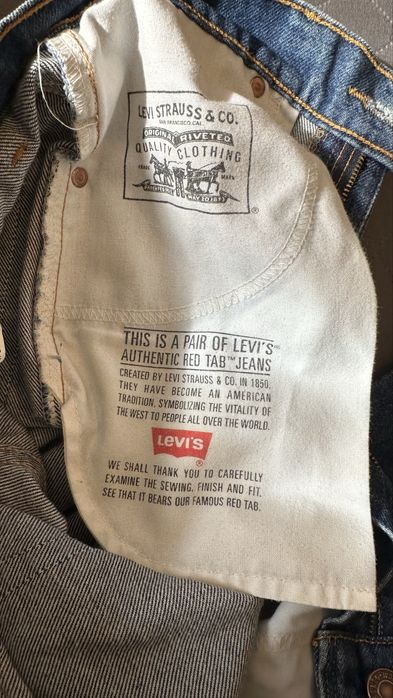 LEVI STRAUSS & CO.
SAN FRANCISCO, CAL.
ORIGINAL RIVETED
QUALITY CLOTHING
TRADE MARK
PATENTED MAY 20 1873
®
THIS IS A PAIR OF LEVI'S
AUTHENTIC RED TAB™ JEANS
CREATED BY LEVI STRAUSS & CO. IN 1850.
THEY HAVE BECOME AN AMERICAN
TRADITION, SYMBOLIZING THE VITALITY OF
THE WEST TO PEOPLE ALL OVER THE WORLD.
LEVI'S
®
WE SHALL THANK YOU TO CAREFULLY
EXAMINE THE SEWING, FINISH AND FIT.
SEE THAT IT BEARS OUR FAMOUS RED TAB.